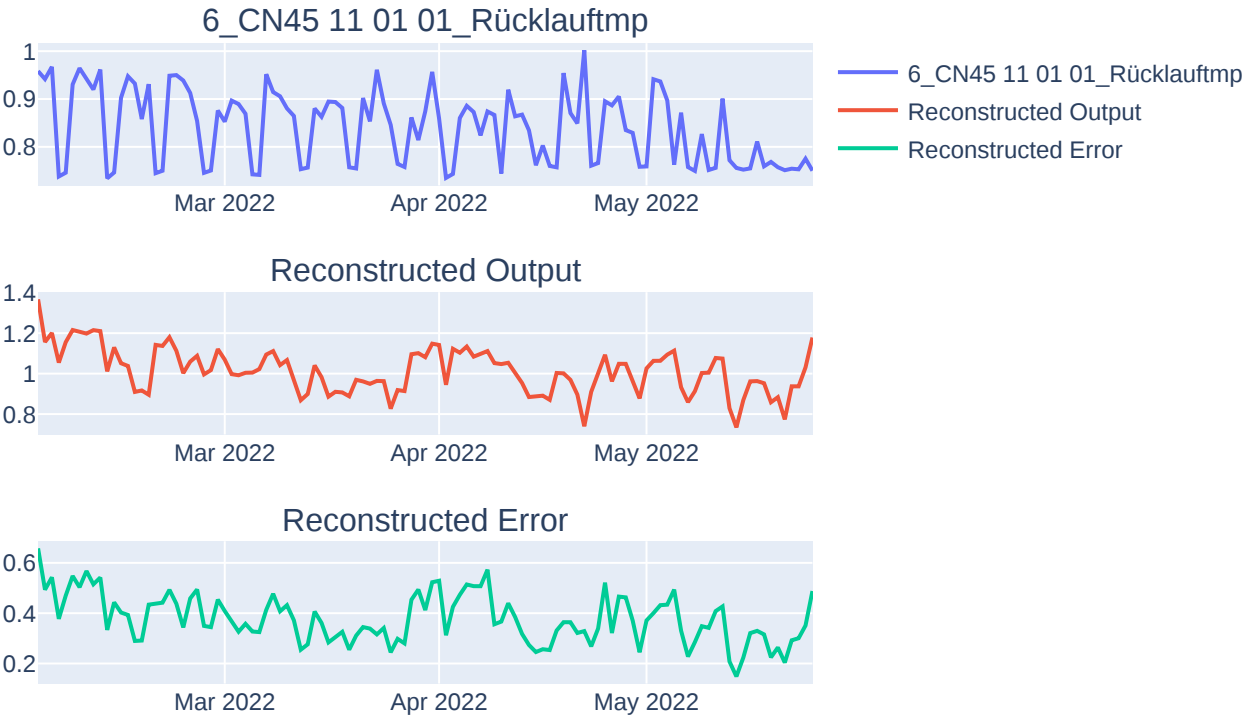 6_CN45 11 01 01_Rücklauftmp
1
0.9
0.8
Mar 2022 Apr 2022 May 2022
6_CN45 11 01 01_Rücklauftmp
Reconstructed Output
Reconstructed Error
Reconstructed Output
1.4
1.2
1
0.8
Mar 2022 Apr 2022 May 2022
Reconstructed Error
0.6
0.4
0.2
Mar 2022 Apr 2022 May 2022